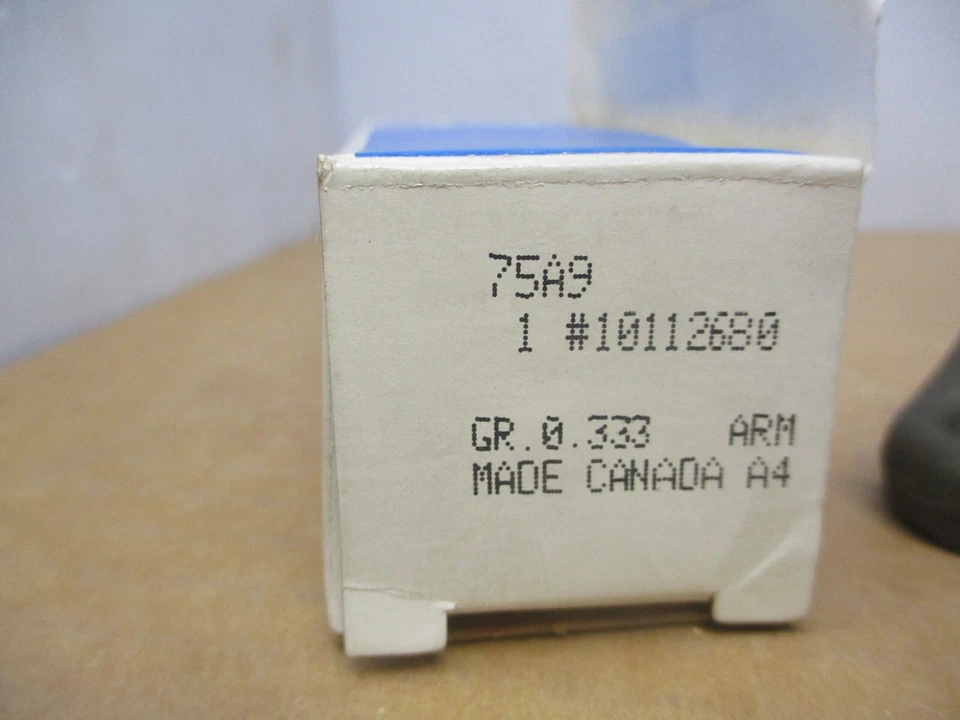 75A9
1 #10112680
GR.0.333 ARM
MADE CANADA A4